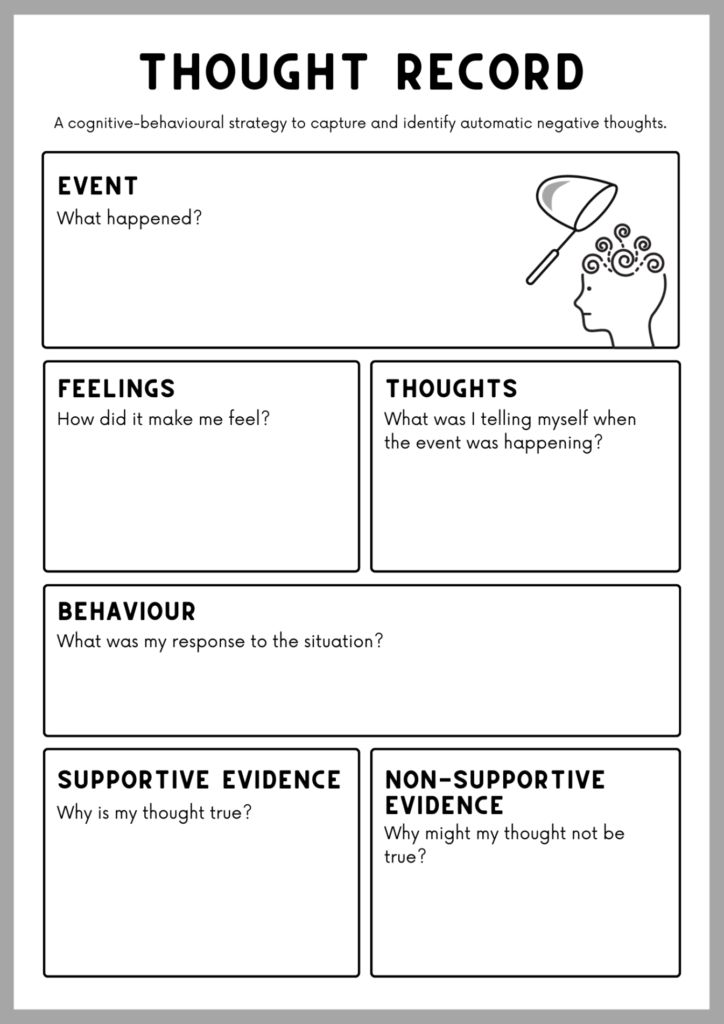 THOUGHT RECORD
A cognitive-behavioural strategy to capture and identify automatic negative thoughts.
EVENT
What happened?
FEELINGS
How did it make me feel?
THOUGHTS
What was I telling myself when
the event was happening?
BEHAVIOUR
What was my response to the situation?
SUPPORTIVE EVIDENCE
Why is my thought true?
NON-SUPPORTIVE
EVIDENCE
Why might my thought not be
true?